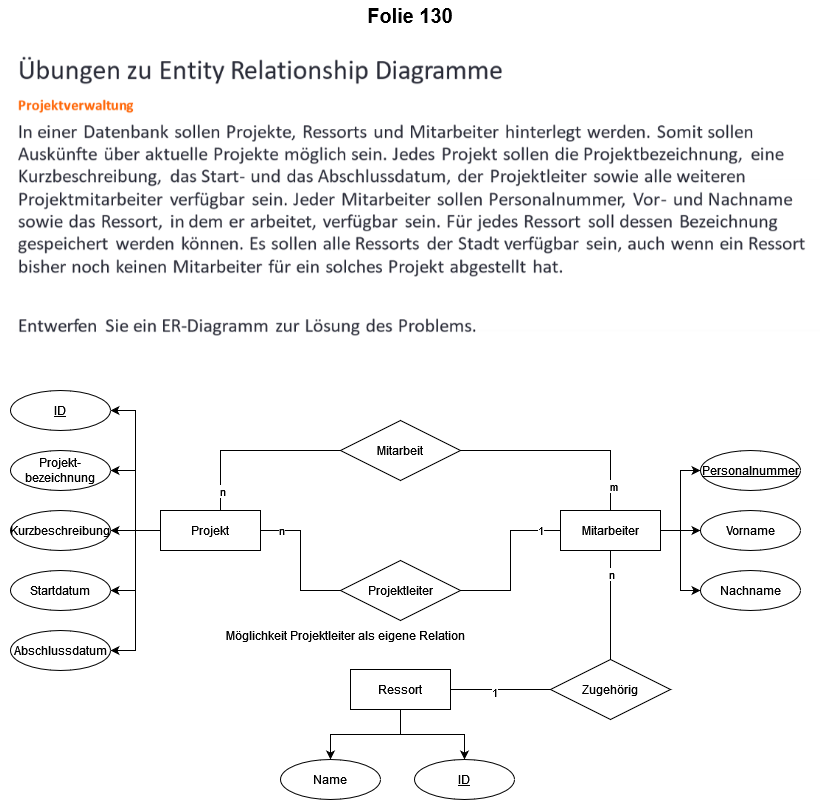 Folie 130
Übungen zu Entity Relationship Diagramme
Projektverwaltung
In einer Datenbank sollen Projekte, Ressorts und Mitarbeiter hinterlegt werden. Somit sollen
Auskünfte über aktuelle Projekte möglich sein. Jedes Projekt sollen die Projektbezeichnung, eine
Kurzbeschreibung, das Start- und das Abschlussdatum, der Projektleiter sowie alle weiteren
Projektmitarbeiter verfügbar sein. Jeder Mitarbeiter sollen Personalnummer, Vor- und Nachname
sowie das Ressort, in dem er arbeitet, verfügbar sein. Für jedes Ressort soll dessen Bezeichnung
gespeichert werden können. Es sollen alle Ressorts der Stadt verfügbar sein, auch wenn ein Ressort
bisher noch keinen Mitarbeiter für ein solches Projekt abgestellt hat.
Entwerfen Sie ein ER-Diagramm zur Lösung des Problems.
ID
Mitarbeit
Projekt-
bezeichnung
Personalnummer
n
m
Kurzbeschreibung
Projekt
n
1
Mitarbeiter
Vorname
n
Startdatum
Projektleiter
Nachname
Möglichkeit Projektleiter als eigene Relation
Abschlussdatum
Ressort
1
Zugehörig
Name
ID